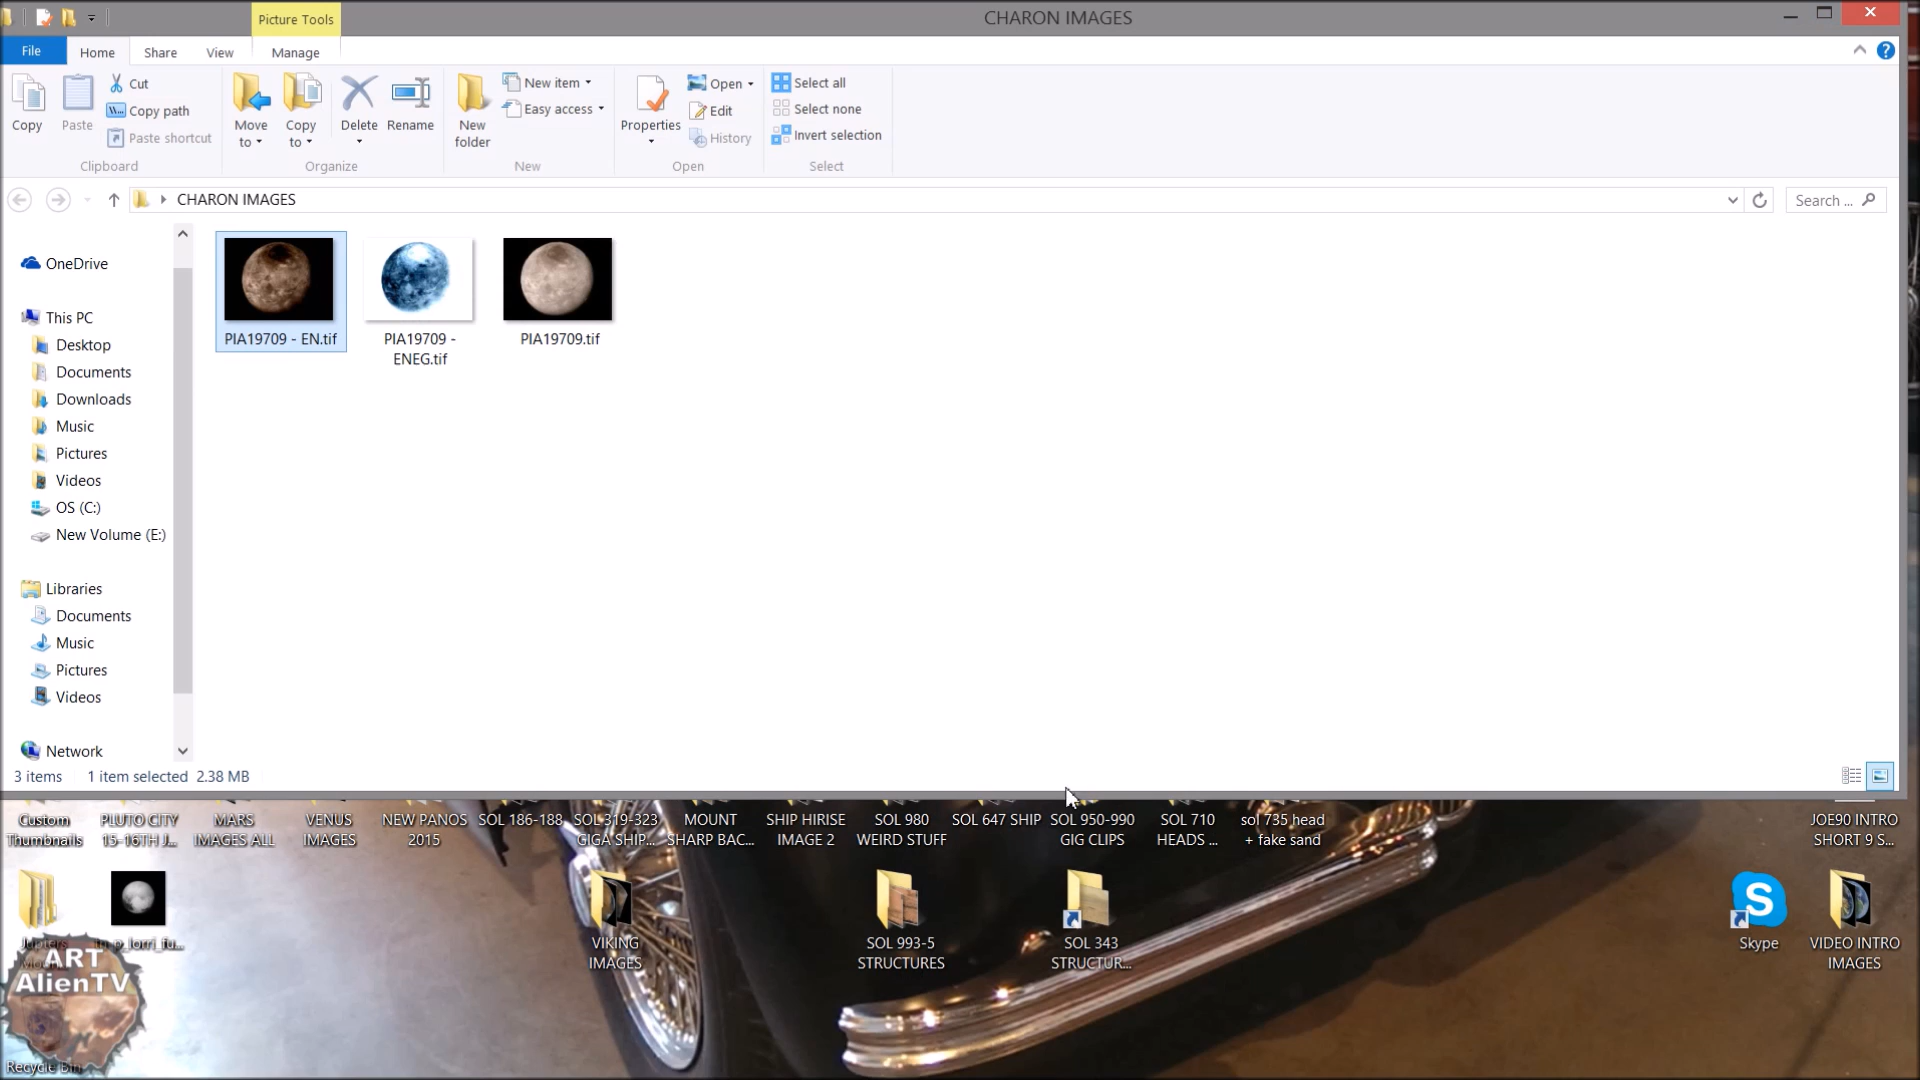 Picture Tools
CHARON IMAGES
File
Home
Share
View
Manage
Copy
Paste
Cut
Copy path
Paste shortcut
Clipboard
Move
to
Copy
to
Delete
Rename
Organize
New
folder
New item
Easy access
New
Properties
Open
Edit
History
Open
Select all
Select none
Invert selection
Select
CHARON IMAGES
Search ...
OneDrive
This PC
Desktop
Documents
Downloads
Music
Pictures
Videos
OS (C:)
New Volume (E:)
Libraries
Documents
Music
Pictures
Videos
Network
PIA19709 - EN.tif
PIA19709 -
ENEG.tif
PIA19709.tif
3 items
1 item selected 2.38 MB
Custom
Thumbnails
PLUTO CITY
15-16TH J...
MARS
IMAGES ALL
VENUS
IMAGES
NEW PANOS
2015
SOL 186-188
SOL 319-323
GIGA SHIP...
MOUNT
SHARP BAC...
SHIP HIRISE
IMAGE 2
SOL 980
WEIRD STUFF
SOL 647 SHIP
SOL 950-990
GIG CLIPS
SOL 710
HEADS ...
sol 735 head
+ fake sand
JOE90 INTRO
SHORT 9 S...
VIKING
IMAGES
SOL 993-5
STRUCTURES
SOL 343
STRUCTUR...
Skype
VIDEO INTRO
IMAGES
ART
AlienTV
Recycle Bin